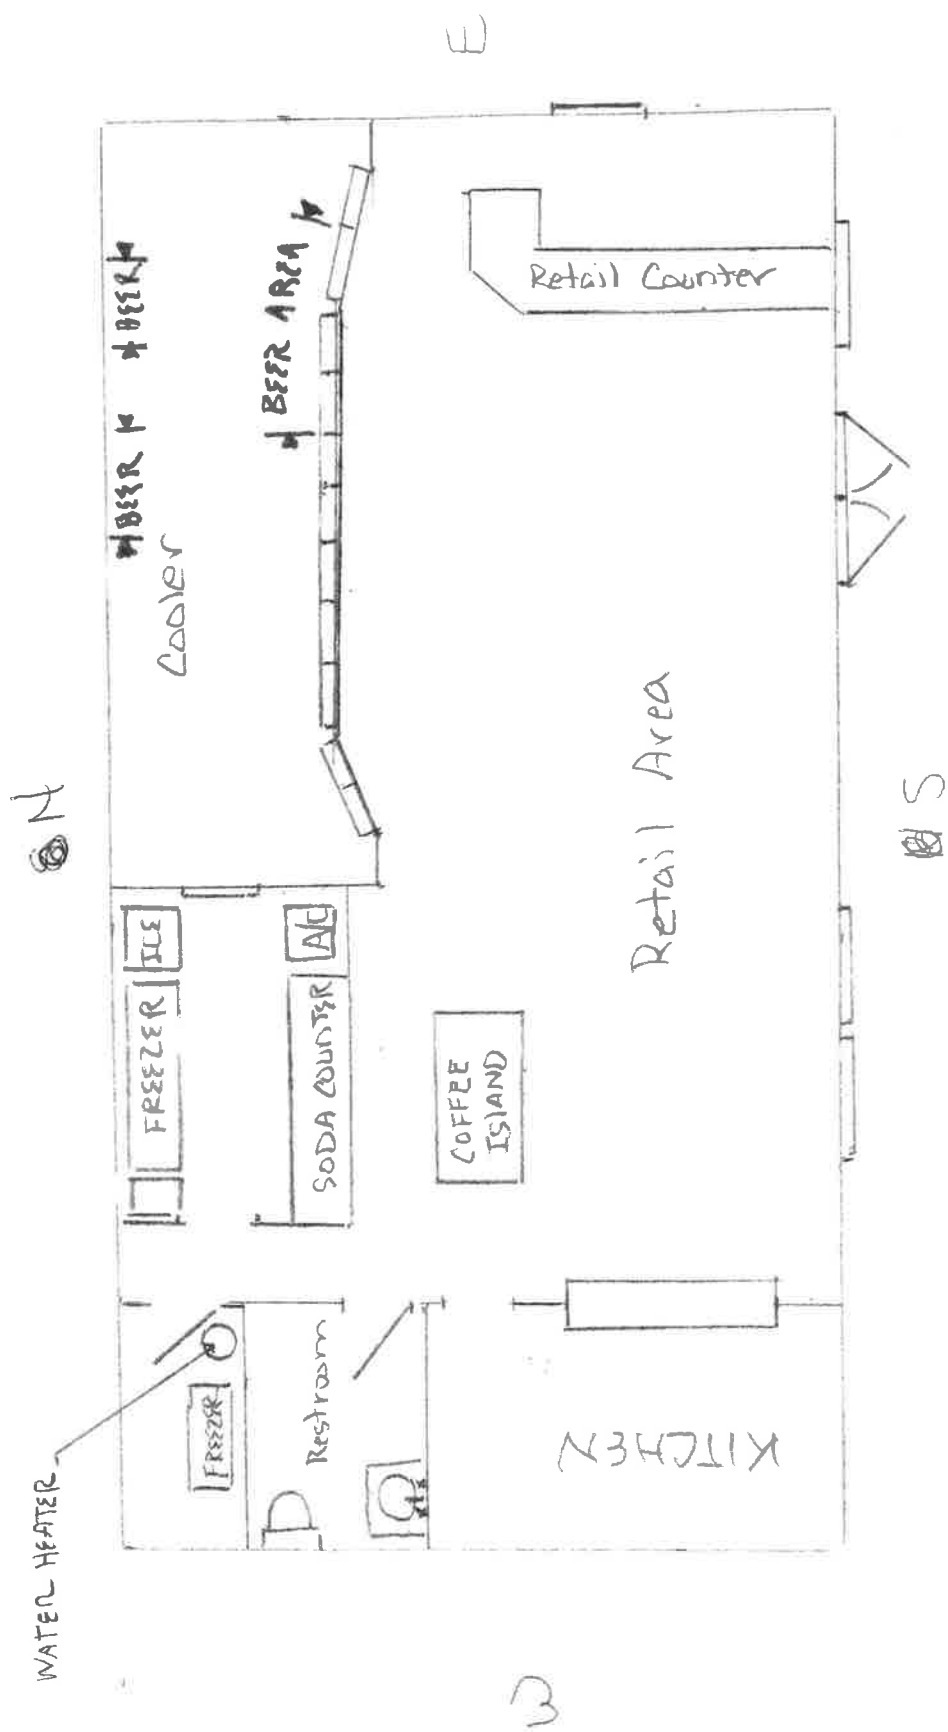 N
E
BEER
BEER
BEER AREA
Cooler
Retail Counter
Retail Area
ICE
FREEZER
A/C
SODA COUNTER
COFFEE
ISLAND
WATER HEATER
FREEZER
Restroom
KITCHEN
W
S